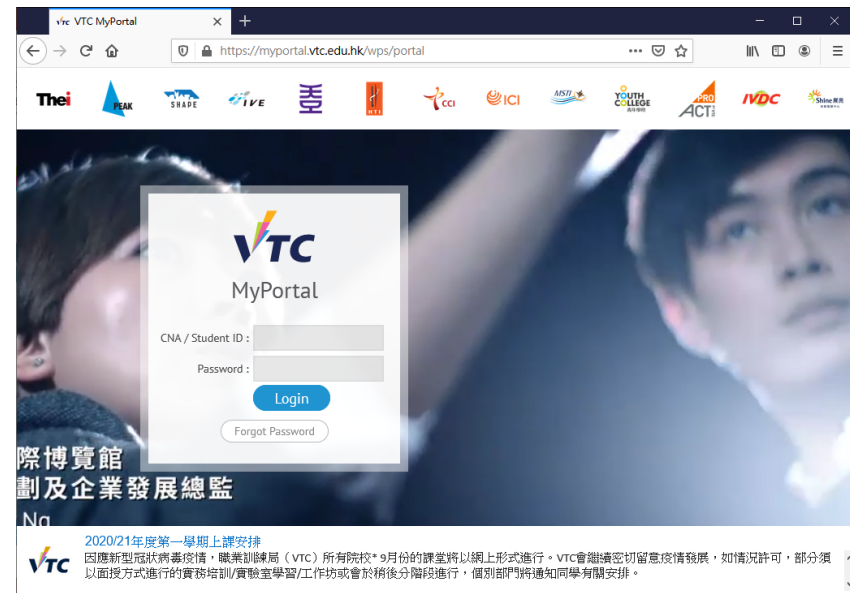 VTC VTC MyPortal
https://myportal.vtc.edu.hk/wps/portal
Thei
PEAK
SHAPE
IVE
HTI
CCI
ICI
MSTI
YOUTH COLLEGE
PRO ACT
IVDC
Shine
VTC
MyPortal
CNA / Student ID :
Password :
Login
Forgot Password
際博覽館
劃及企業發展總監
Ng
2020/21年度第一學期上課安排
VTC
因應新型冠狀病毒疫情，職業訓練局（VTC）所有院校* 9月份的課堂將以網上形式進行。VTC會繼續密切留意疫情發展，如情況許可，部分須
以面授方式進行的實務培訓/實驗室學習/工作坊或會於稍後分階段進行，個別部門將通知同學有關安排。